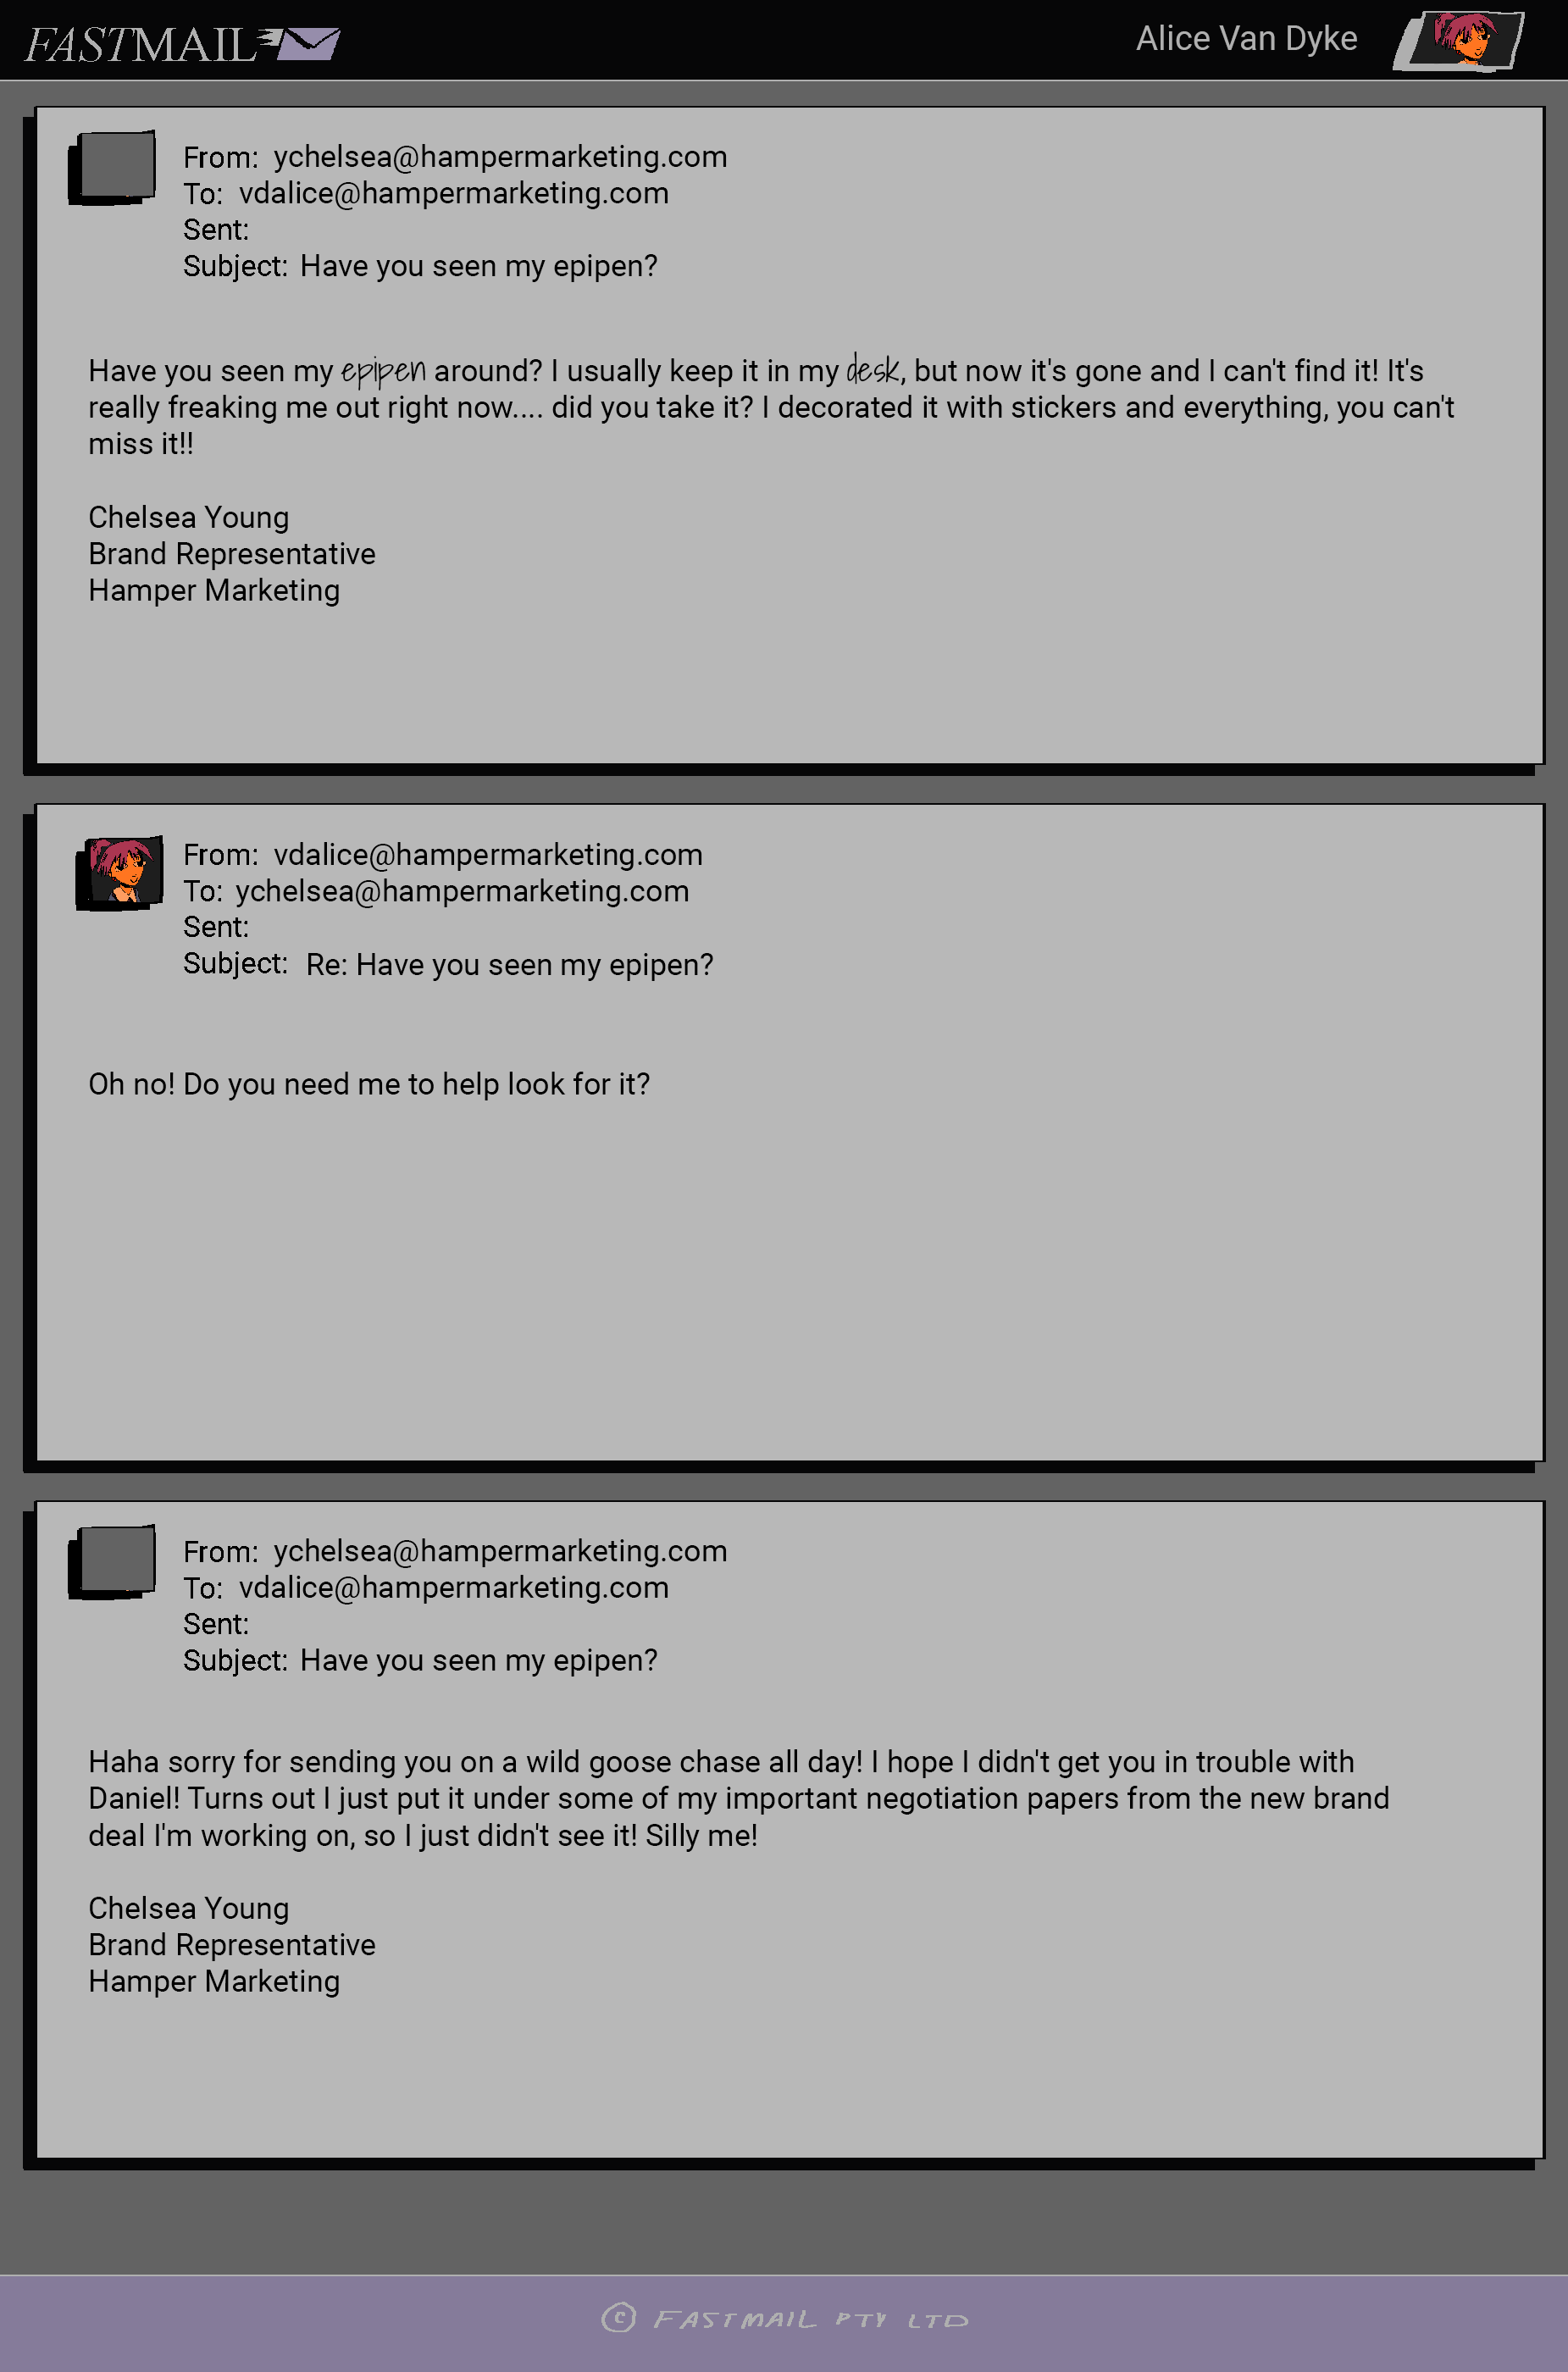 FASTMAIL
Alice Van Dyke
From: ychelsea@hampermarketing.com
To: vdalice@hampermarketing.com
Sent:
Subject: Have you seen my epipen?
Have you seen my epipen around? I usually keep it in my desk, but now it's gone and I can't find it! It's
really freaking me out right now.... did you take it? I decorated it with stickers and everything, you can't
miss it!!
Chelsea Young
Brand Representative
Hamper Marketing
From: vdalice@hampermarketing.com
To: ychelsea@hampermarketing.com
Sent:
Subject: Re: Have you seen my epipen?
Oh no! Do you need me to help look for it?
From: ychelsea@hampermarketing.com
To: vdalice@hampermarketing.com
Sent:
Subject: Have you seen my epipen?
Haha sorry for sending you on a wild goose chase all day! I hope I didn't get you in trouble with
Daniel! Turns out I just put it under some of my important negotiation papers from the new brand
deal I'm working on, so I just didn't see it! Silly me!
Chelsea Young
Brand Representative
Hamper Marketing
© FASTMAIL PTY LTD